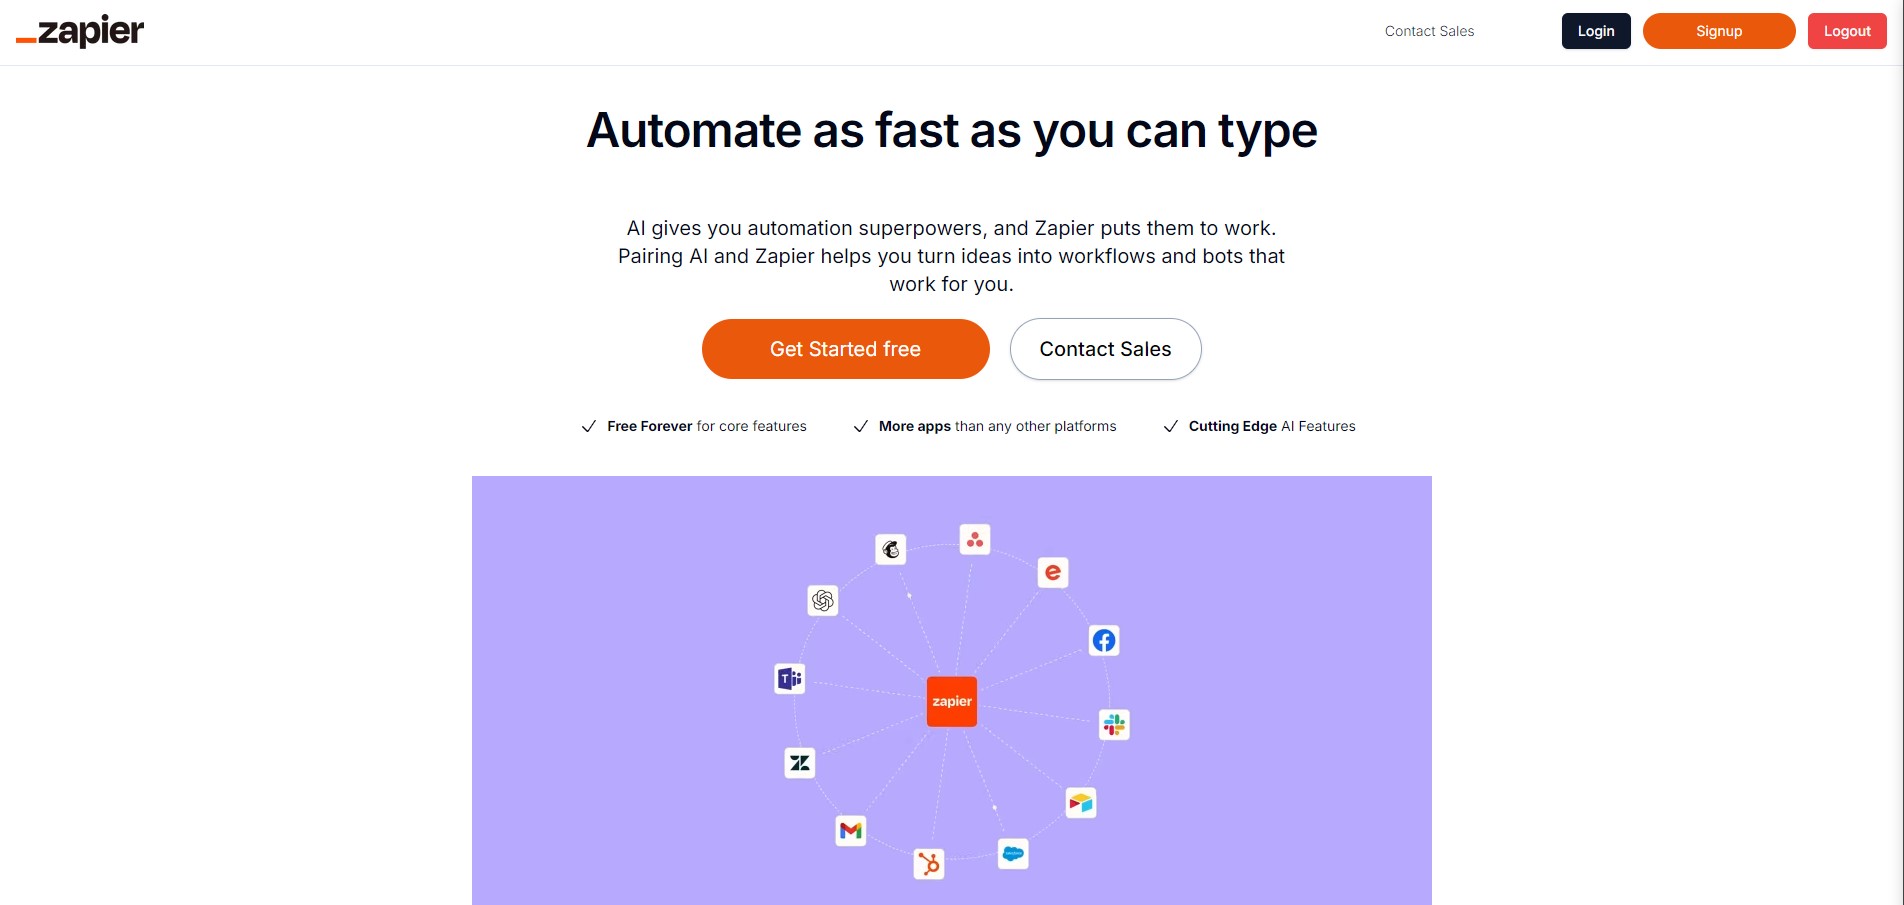 zapier
Contact Sales
Login
Signup
Logout
Automate as fast as you can type
AI gives you automation superpowers, and Zapier puts them to work.
Pairing AI and Zapier helps you turn ideas into workflows and bots that
work for you.
Get Started free
Contact Sales
Free Forever for core features
More apps than any other platforms
Cutting Edge AI Features
zapier